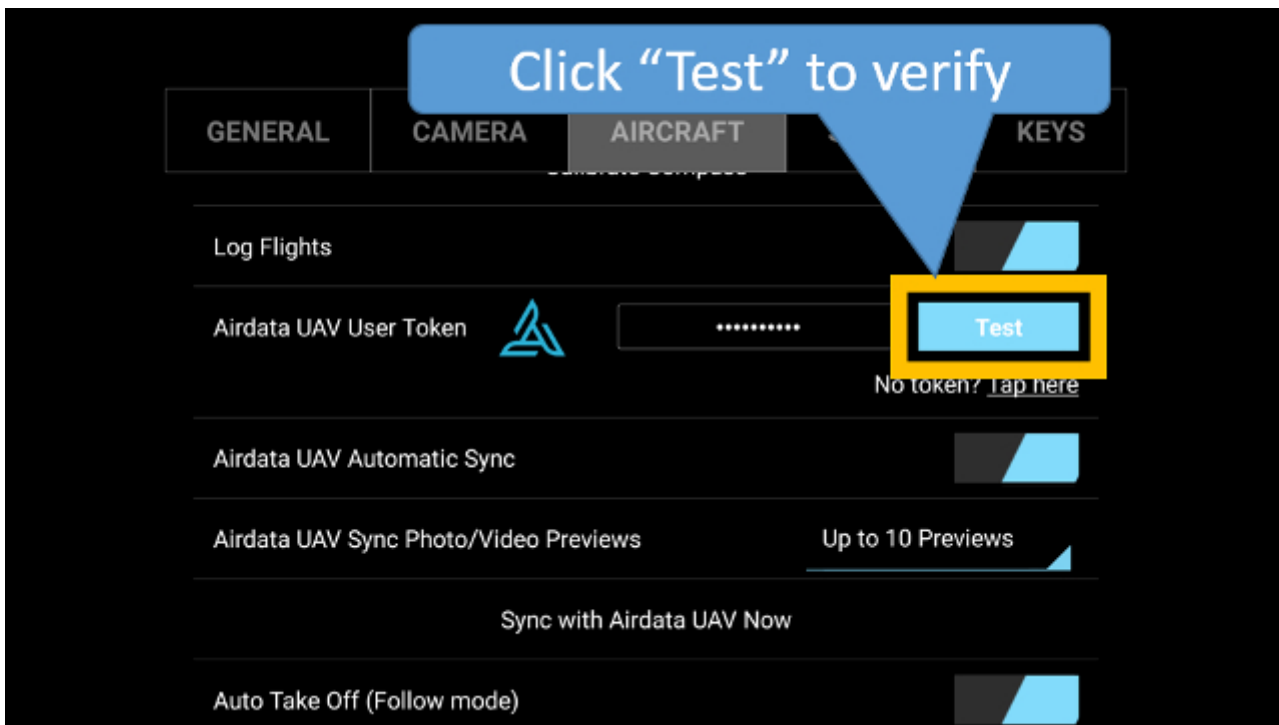 Click “Test” to verify
GENERAL CAMERA AIRCRAFT KEYS
Log Flights
Airdata UAV User Token •••••••••• Test
No token? Tap here
Airdata UAV Automatic Sync
Airdata UAV Sync Photo/Video Previews Up to 10 Previews
Sync with Airdata UAV Now
Auto Take Off (Follow mode)